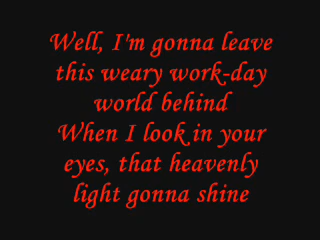 Well, I'm gonna leave
this weary work-day
world behind
When I look in your
eyes, that heavenly
light gonna shine